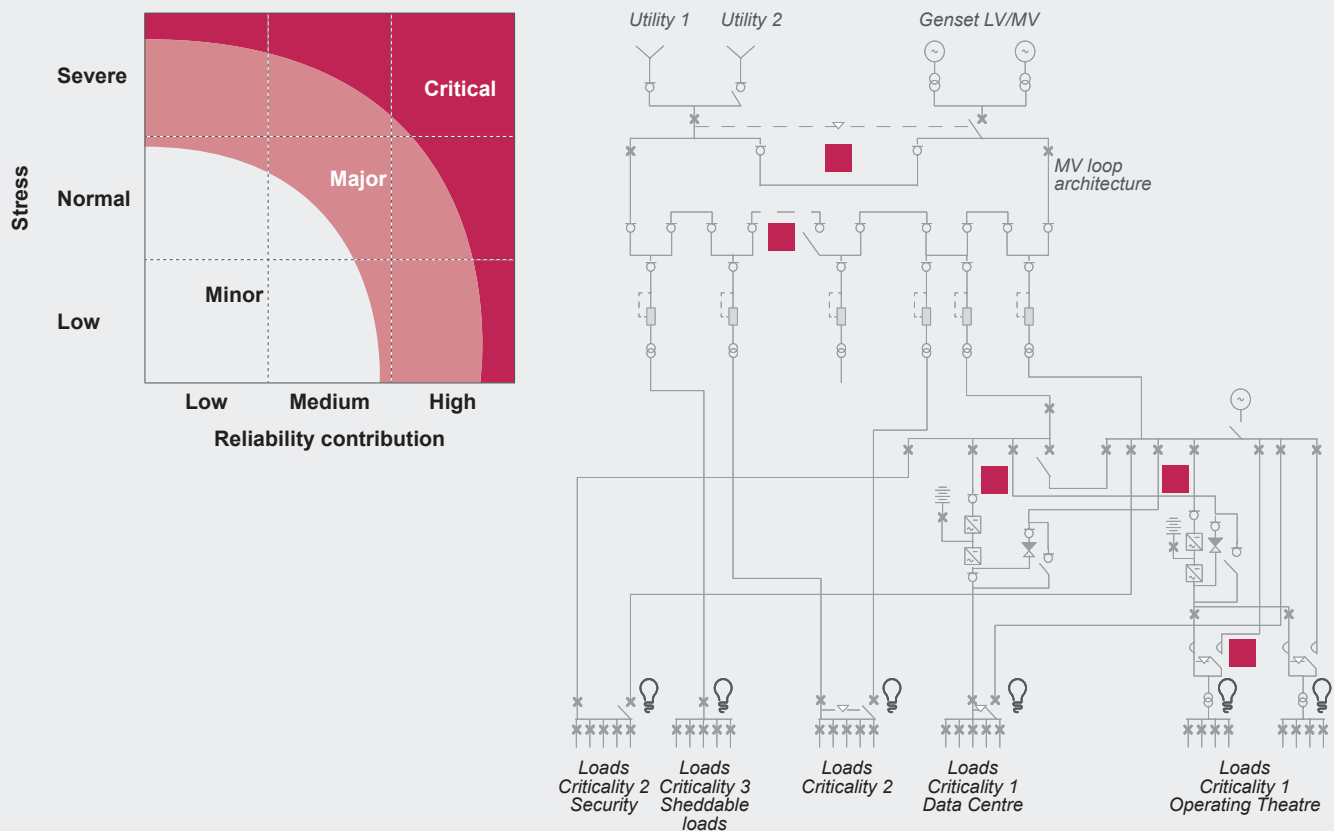 Severe
Normal
Low
Stress
Critical
Major
Minor
Low
Medium
High
Reliability contribution
Utility 1
Utility 2
Genset LV/MV
MV loop
architecture
Loads
Criticality 2
Security
Loads
Criticality 3
Sheddable
loads
Loads
Criticality 2
Loads
Criticality 1
Data Centre
Loads
Criticality 1
Operating Theatre